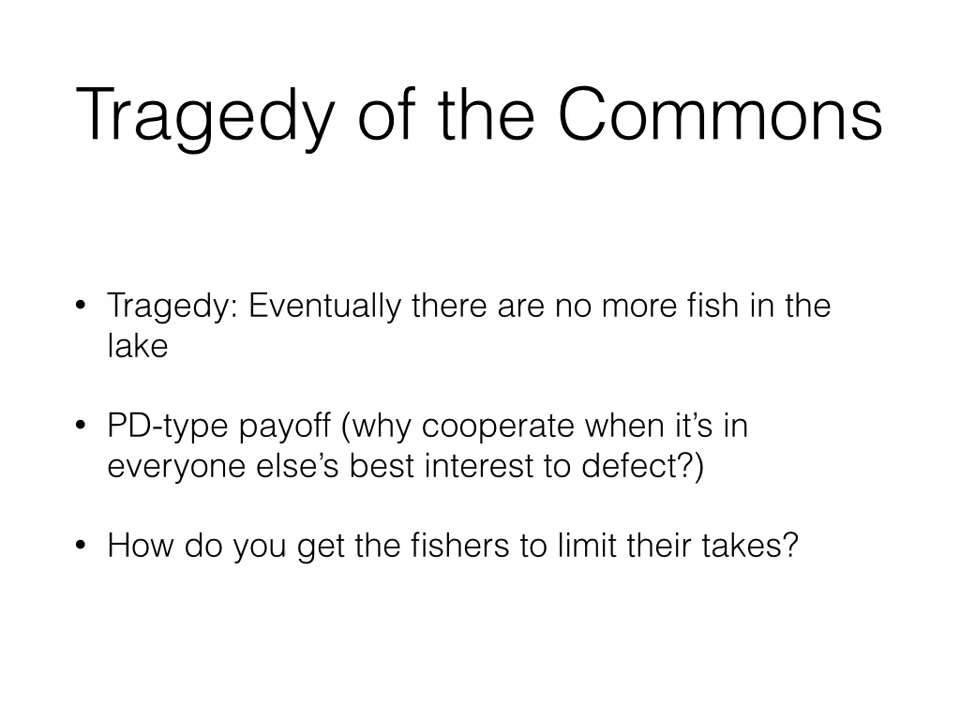 Tragedy of the Commons
• Tragedy: Eventually there are no more fish in the
lake
• PD-type payoff (why cooperate when it’s in
everyone else’s best interest to defect?)
• How do you get the fishers to limit their takes?